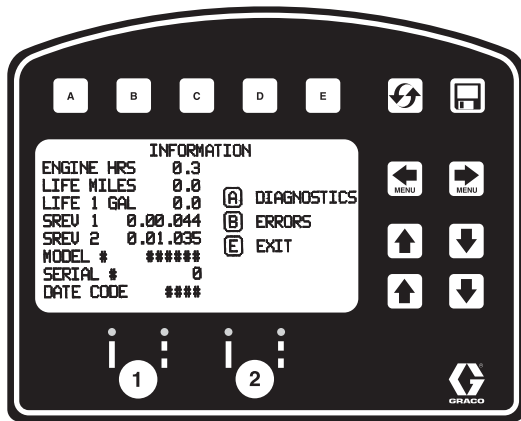 A B C D E
INFORMATION
ENGINE HRS 0.3
LIFE MILES 0.0
LIFE 1 GAL 0.0
SREV 1 0.00.044
SREV 2 0.01.035
MODEL # ######
SERIAL # 0
DATE CODE ####
A DIAGNOSTICS
B ERRORS
E EXIT
MENU MENU
1 2
GRACO